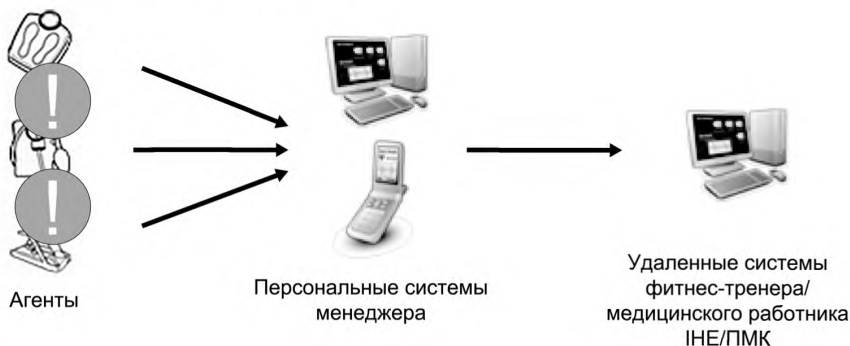 Агенты
Персональные системы
менеджера
Удаленные системы
фитнес-тренера/
медицинского работника
IHE/ПМК